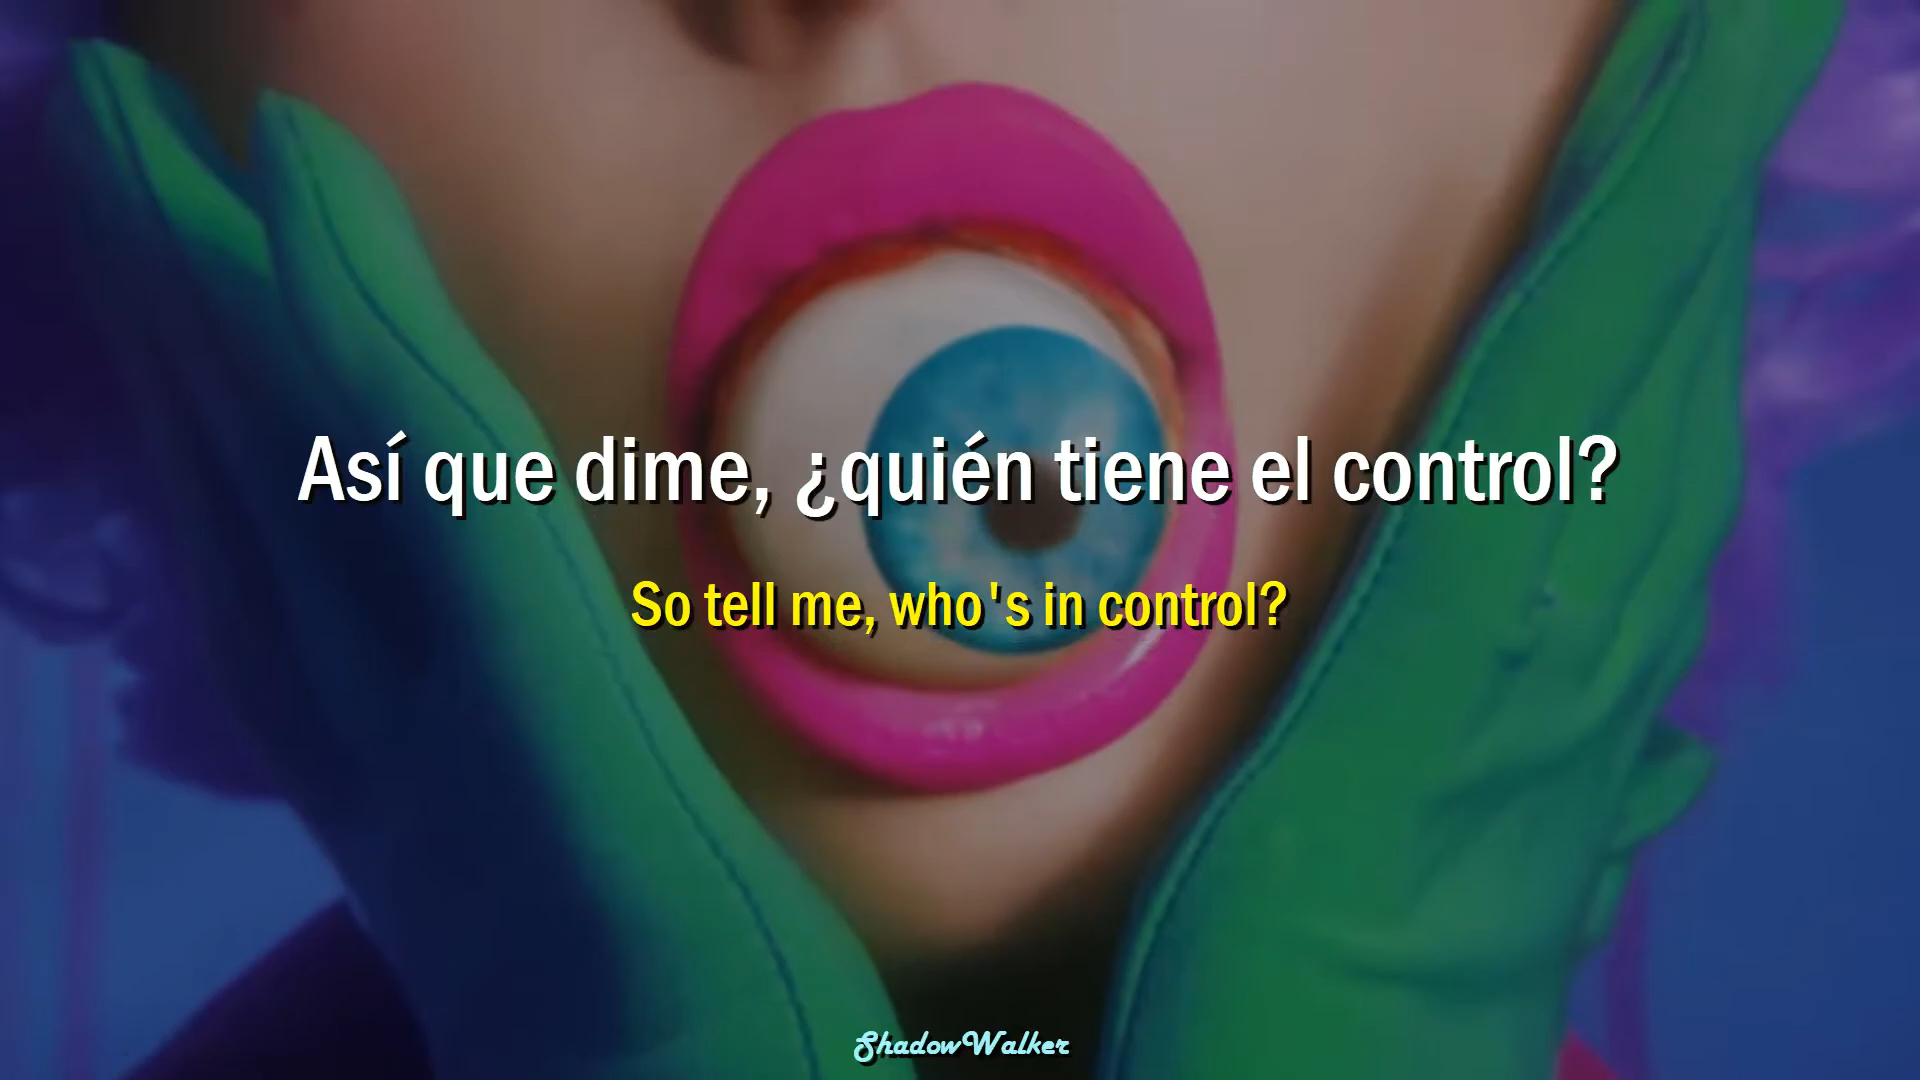 Así que dime, ¿quién tiene el control?
So tell me, who's in control?
ShadowWalker